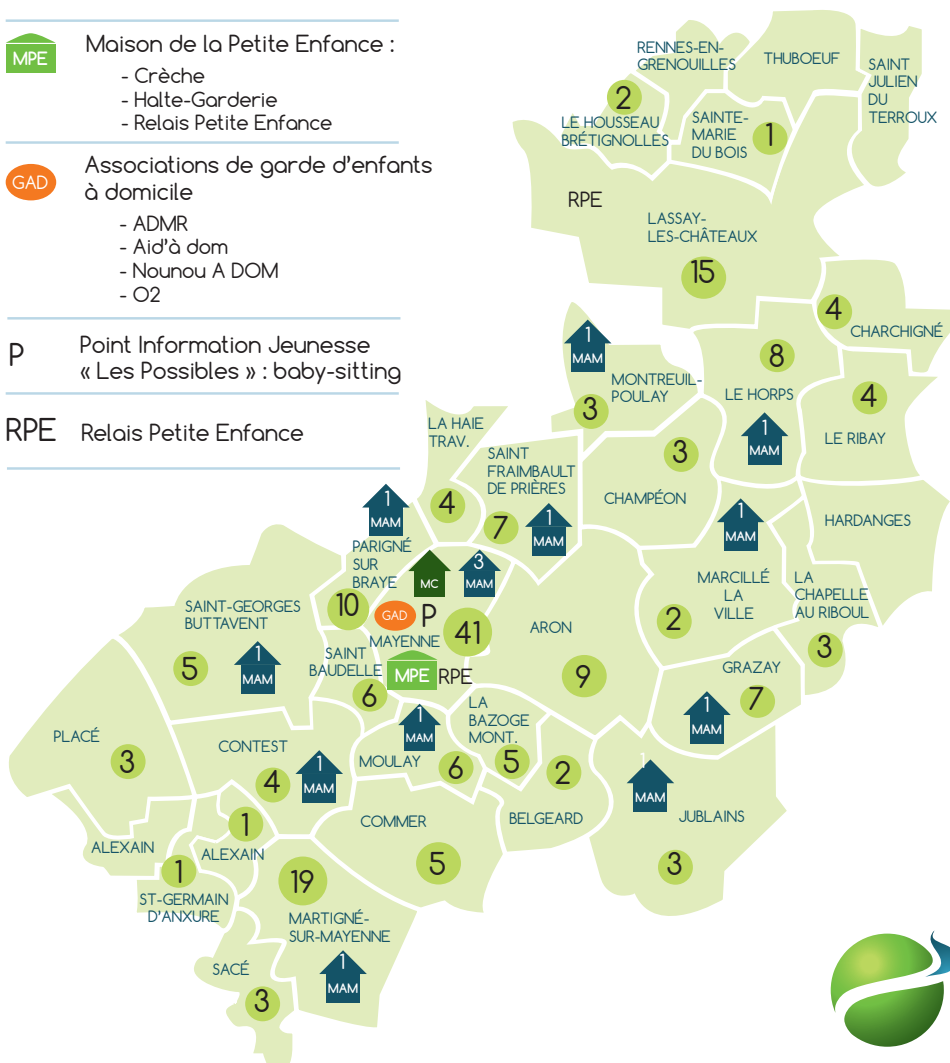 MPE
Maison de la Petite Enfance :
- Crèche
- Halte-Garderie
- Relais Petite Enfance
GAD
Associations de garde d'enfants
à domicile
- ADMR
- Aid'à dom
- Nounou A DOM
- O2
P
Point Information Jeunesse
« Les Possibles » : baby-sitting
RPE
Relais Petite Enfance
RENNES-EN-
GRENOUILLES
THUBOEUF
SAINT
JULIEN
DU
TERROUX
2
LE HOUSSEAU
BRÉTIGNOLLES
SAINTE-
MARIE
DU BOIS
1
RPE
LASSAY-
LES-CHÂTEAUX
15
4
CHARCHIGNÉ
1
MAM
MONTREUIL-
POULAY
3
8
LE HORPS
1
MAM
4
LE RIBAY
LA HAIE
TRAV.
4
SAINT
FRAIMBAULT
DE PRIÈRES
7
1
MAM
3
CHAMPÉON
HARDANGES
1
MAM
PARIGNÉ
SUR
BRAYE
10
MC
3
MAM
GAD
P
MAYENNE
41
MPE
RPE
1
MAM
MARCILLÉ
LA
VILLE
2
LA
CHAPELLE
AU RIBOUL
3
SAINT-GEORGES
BUTTAVENT
5
1
MAM
SAINT
BAUDELLE
6
ARON
9
GRAZAY
7
1
MAM
PLACÉ
3
CONTEST
4
1
MAM
1
MAM
MOULAY
6
LA
BAZOGE
MONT.
5
2
BELGEARD
1
MAM
JUBLAINS
3
ALEXAIN
1
ALEXAIN
1
ST-GERMAIN
D'ANXURE
COMMER
5
19
MARTIGNÉ-
SUR-MAYENNE
1
MAM
SACÉ
3